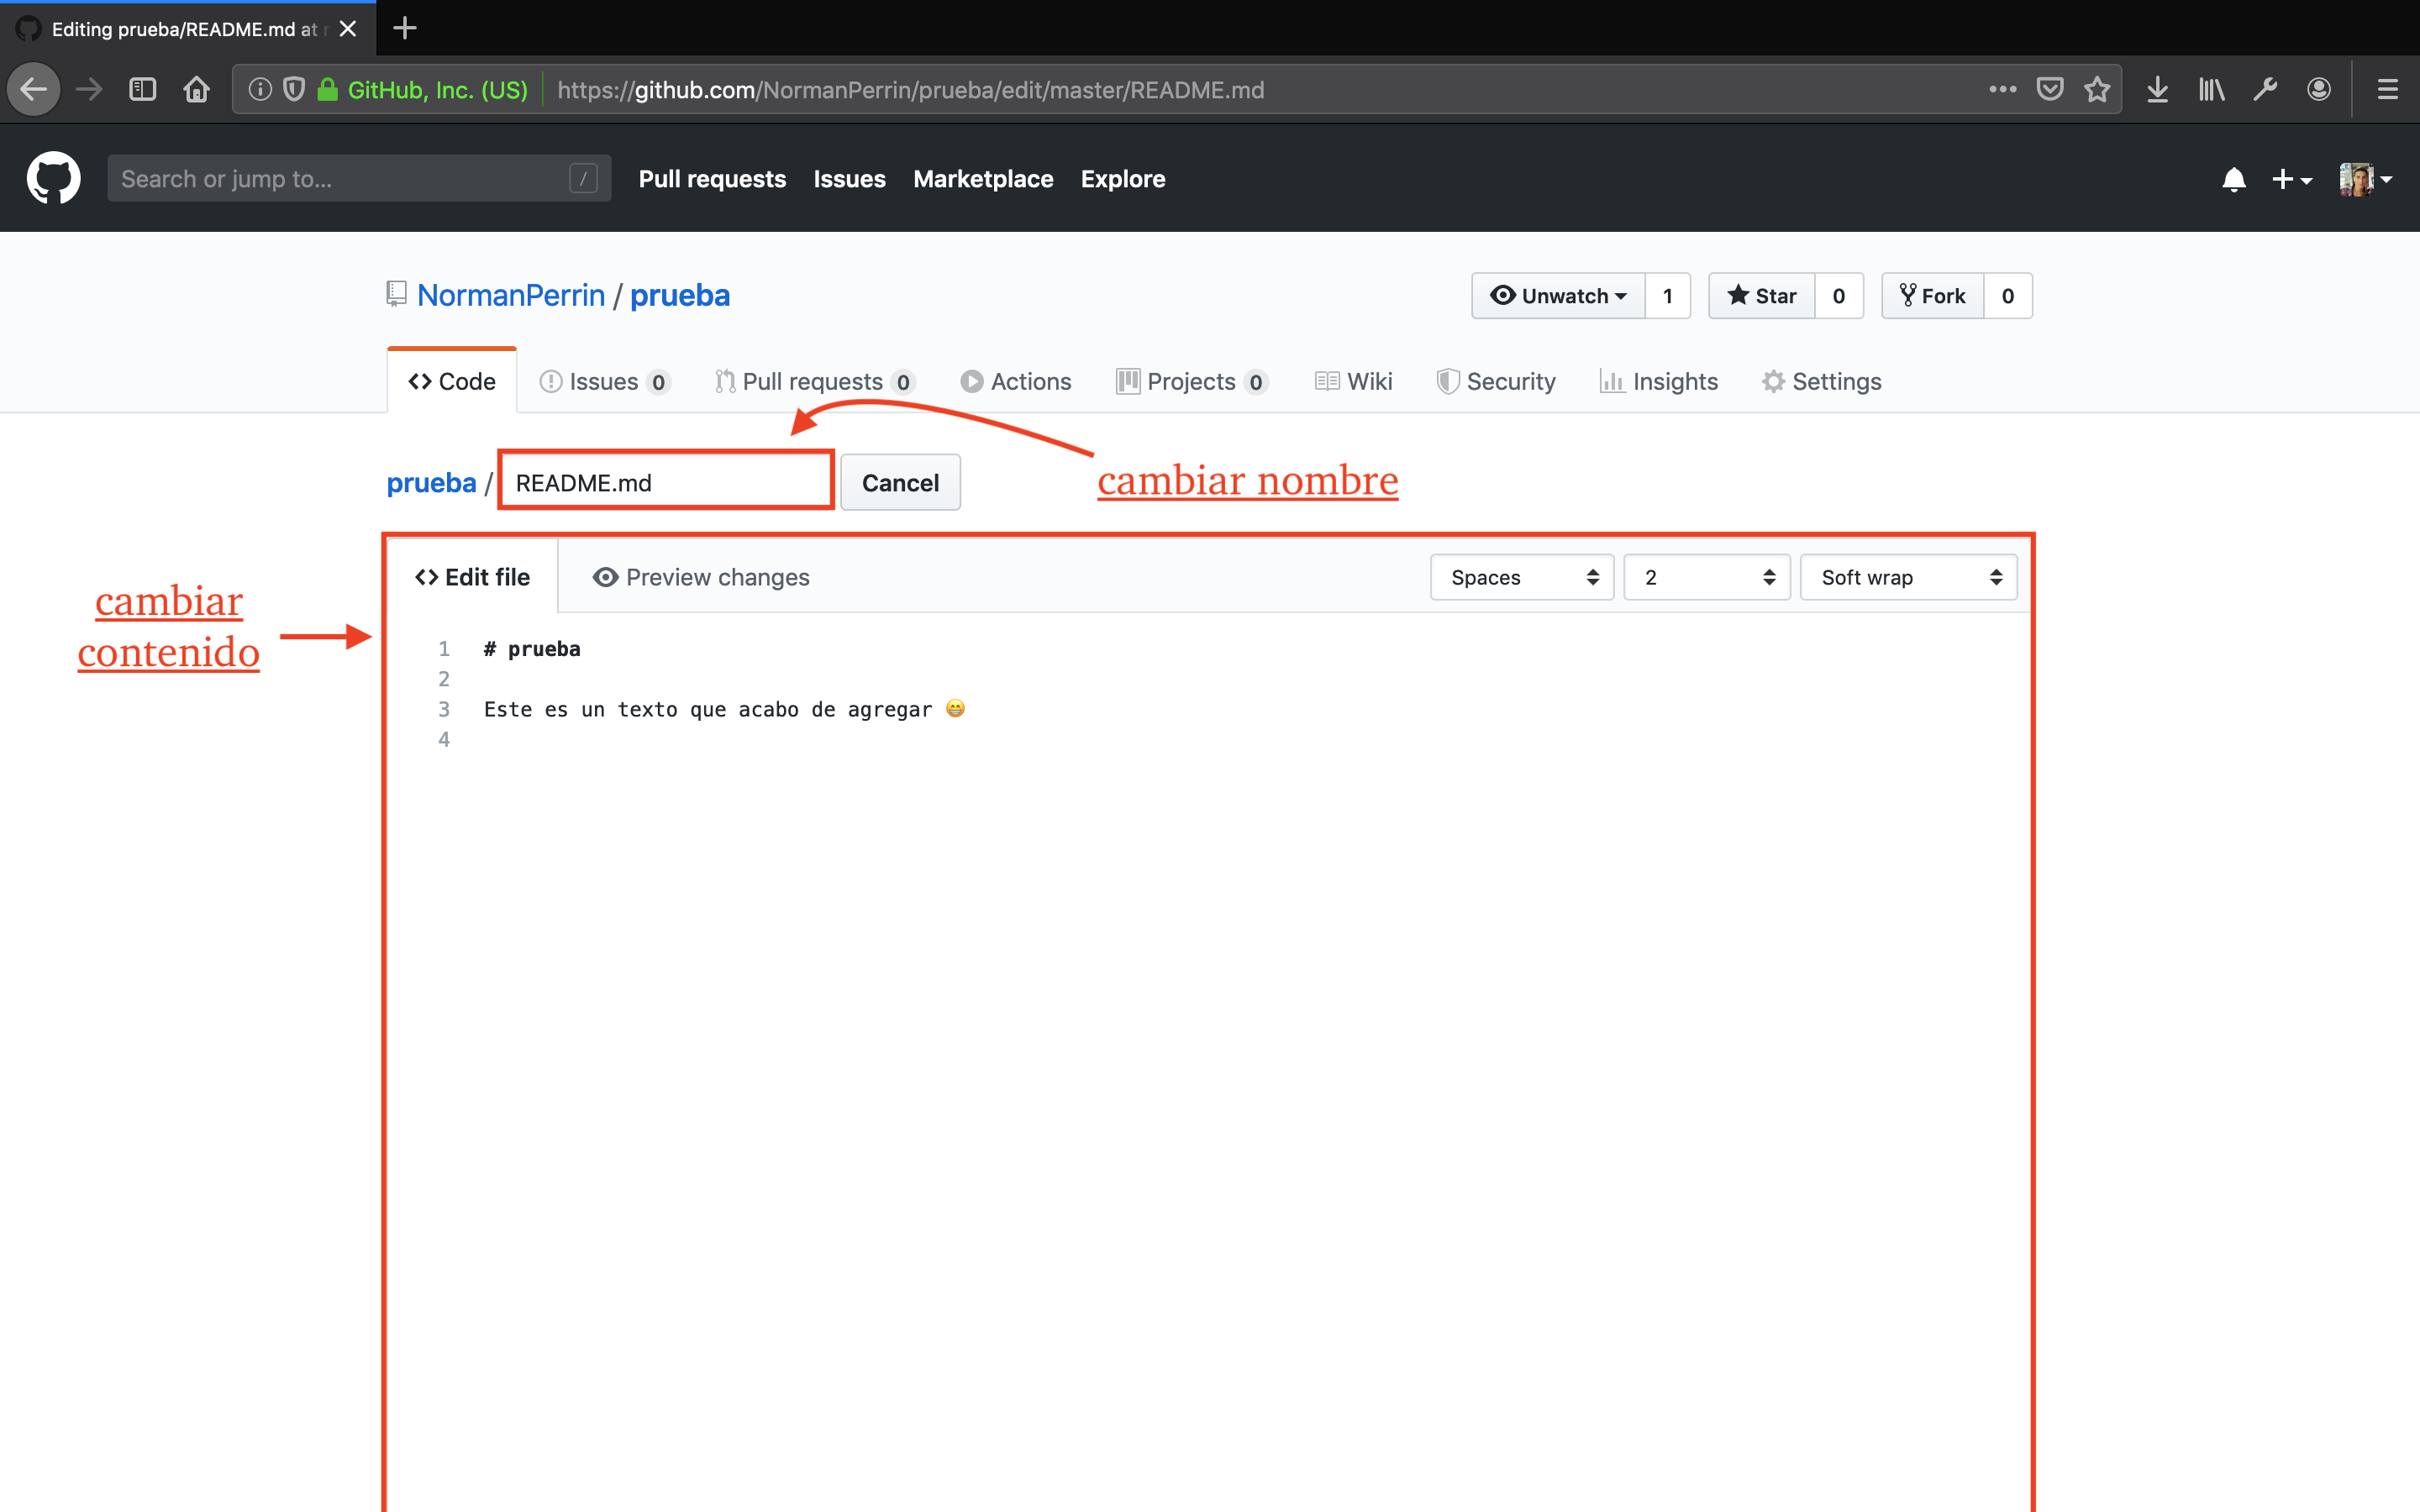 Editing prueba/README.md at
GitHub, Inc. (US) https://github.com/NormanPerrin/prueba/edit/master/README.md
Search or jump to... / Pull requests Issues Marketplace Explore
NormanPerrin / prueba Unwatch 1 Star 0 Fork 0
Code Issues 0 Pull requests 0 Actions Projects 0 Wiki Security Insights Settings
prueba / README.md Cancel cambiar nombre
Edit file Preview changes Spaces 2 Soft wrap
cambiar
contenido
1 # prueba
2
3 Este es un texto que acabo de agregar 😁
4